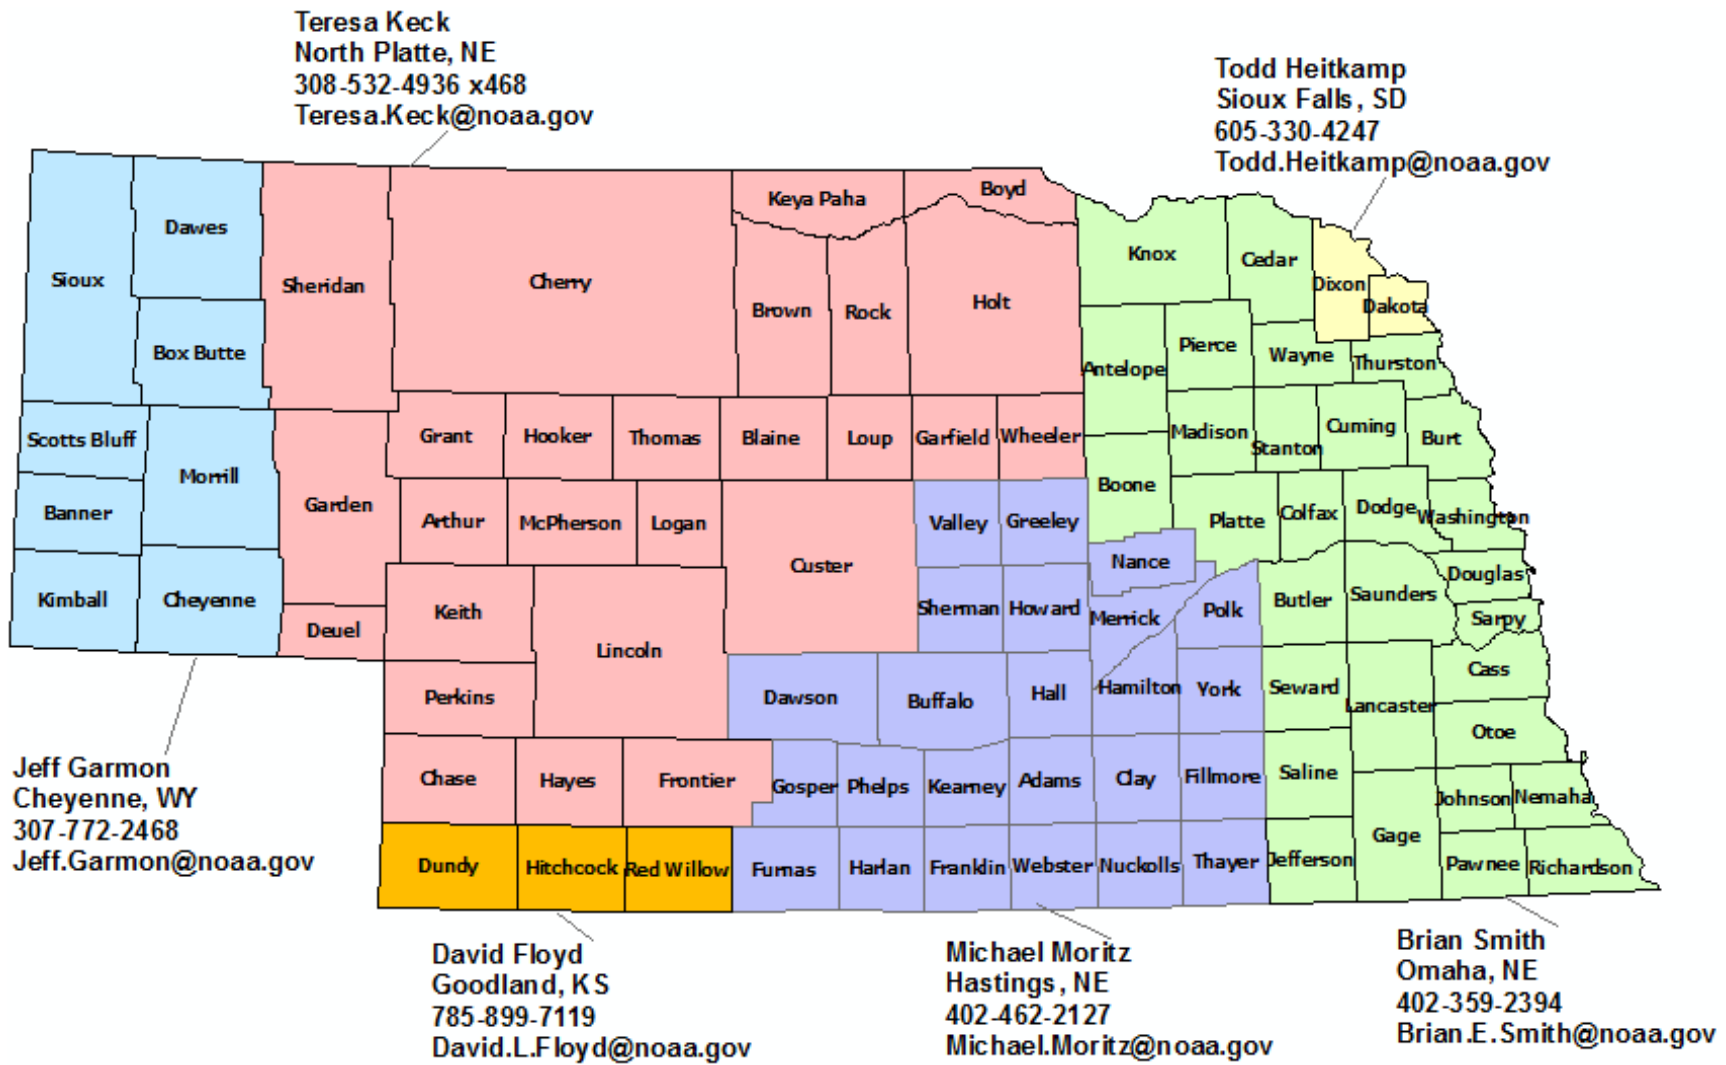 Teresa Keck
North Platte, NE
308-532-4936 x468
Teresa.Keck@noaa.gov
Todd Heitkamp
Sioux Falls, SD
605-330-4247
Todd.Heitkamp@noaa.gov
Sioux
Dawes
Box Butte
Sheridan
Cherry
Keya Paha
Boyd
Brown
Rock
Holt
Knox
Cedar
Dixon
Dakota
Antelope
Pierce
Wayne
Thurston
Scotts Bluff
Morrill
Banner
Kimball
Cheyenne
Garden
Deuel
Grant
Hooker
Thomas
Blaine
Loup
Garfield
Wheeler
Madison
Stanton
Cuming
Burt
Boone
Arthur
McPherson
Logan
Custer
Valley
Greeley
Platte
Colfax
Dodge
Washington
Nance
Keith
Lincoln
Sherman
Howard
Merrick
Polk
Butler
Saunders
Douglas
Sarpy
Perkins
Dawson
Buffalo
Hall
Hamilton
York
Seward
Lancaster
Cass
Otoe
Chase
Hayes
Frontier
Gosper
Phelps
Kearney
Adams
Clay
Fillmore
Saline
Johnson
Nemaha
Gage
Dundy
Hitchcock
Red Willow
Furnas
Harlan
Franklin
Webster
Nuckolls
Thayer
Jefferson
Pawnee
Richardson
Jeff Garmon
Cheyenne, WY
307-772-2468
Jeff.Garmon@noaa.gov
David Floyd
Goodland, KS
785-899-7119
David.L.Floyd@noaa.gov
Michael Moritz
Hastings, NE
402-462-2127
Michael.Moritz@noaa.gov
Brian Smith
Omaha, NE
402-359-2394
Brian.E.Smith@noaa.gov